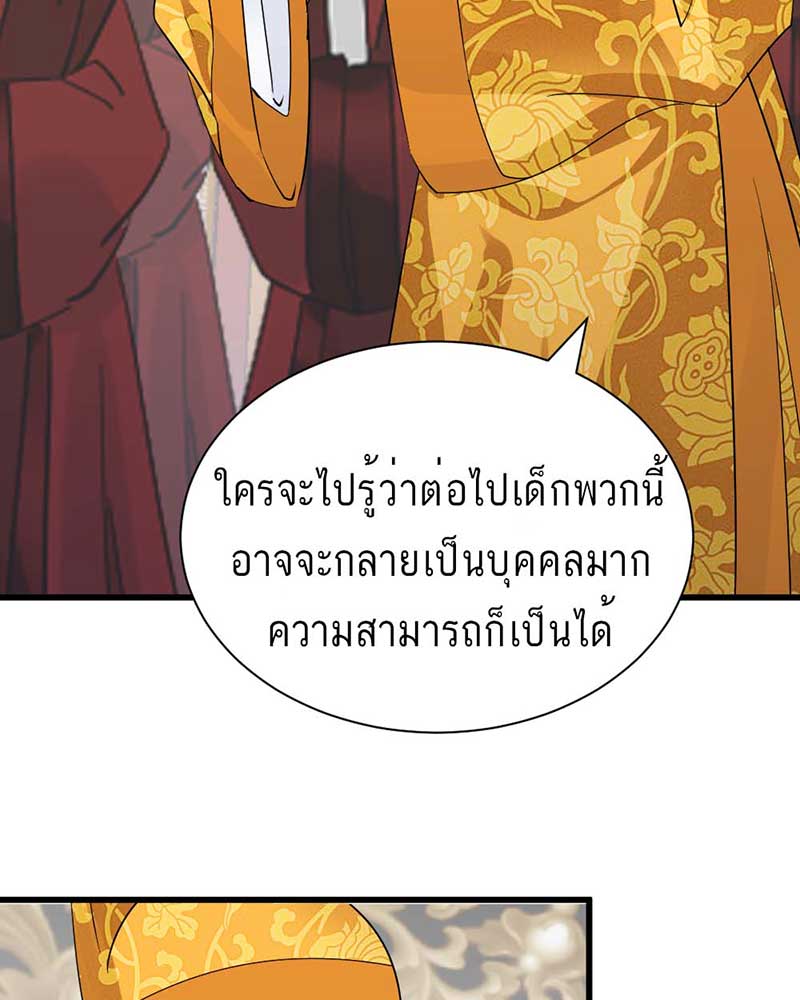 ใครจะไปรู้ว่าต่อไปเด็กพวกนี้
อาจจะกลายเป็นบุคคลมาก
ความสามารถก็เป็นได้